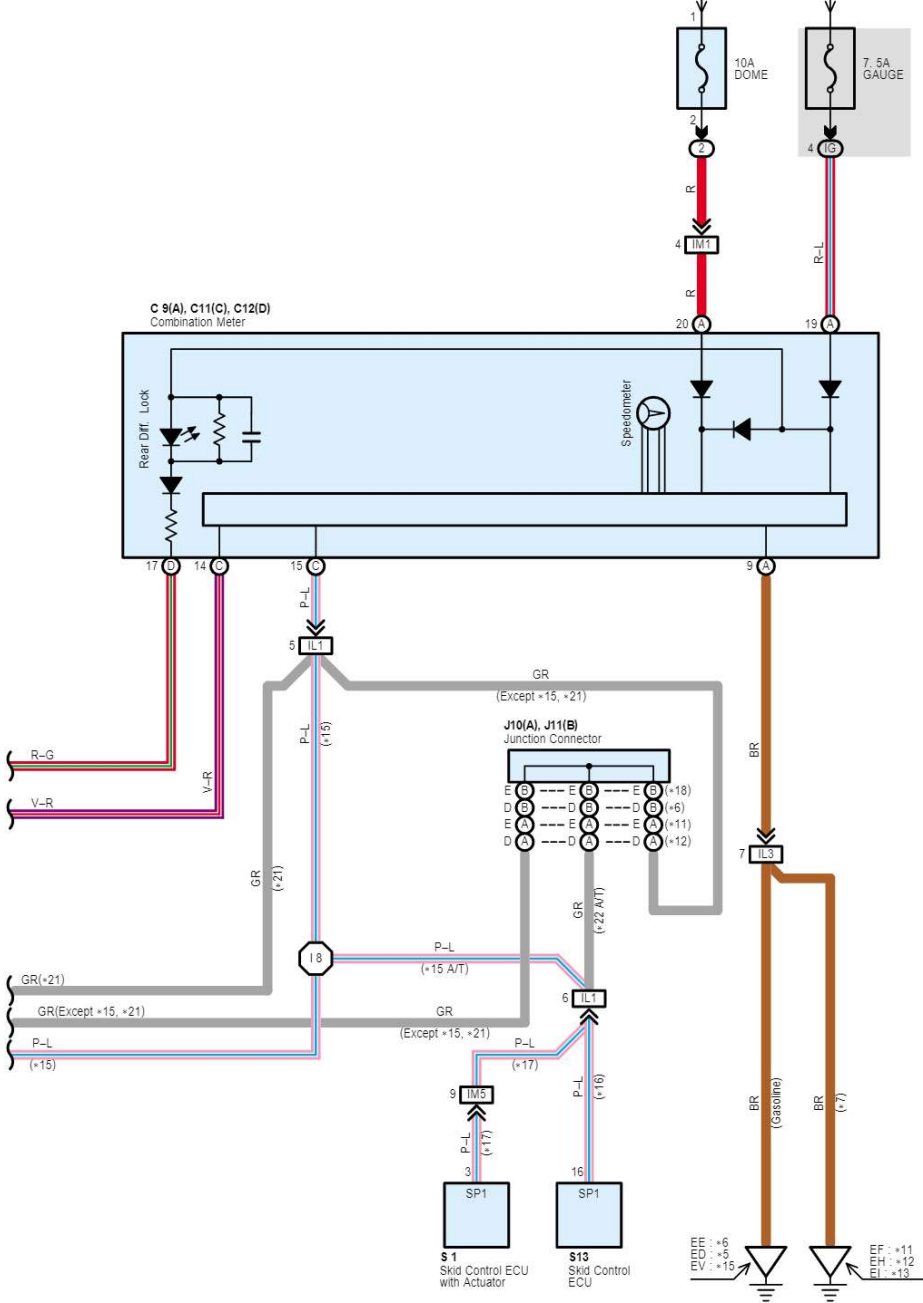 1
10A
DOME
7. 5A
GAUGE
2
2
4 IG
R
R–L
4 IM1
R
C 9(A), C11(C), C12(D)
Combination Meter
20 A
19 A
Rear Diff. Lock
Speedometer
17 D
14 C
15 C
9 A
P–L
5 IL1
GR
(Except *15, *21)
P–L
(*15)
J10(A), J11(B)
Junction Connector
BR
R–G
V–R
V–R
E B E B E B (*18)
D B D B D B (*6)
E A E A E A (*11)
D A D A D A (*12)
7 IL3
GR
(*21)
GR
(*22 A/T)
I 8
P–L
(*15 A/T)
GR(*21)
6 IL1
GR(Except *15, *21)
GR
(Except *15, *21)
P–L
(*15)
P–L
(*17)
P–L
(*16)
9 IM5
BR
(Gasoline)
BR
(*7)
P–L
(*17)
3
16
SP1
SP1
S 1
Skid Control ECU
with Actuator
S13
Skid Control
ECU
EE : *6
ED : *5
EV : *15
EF : *11
EH : *12
EI : *13